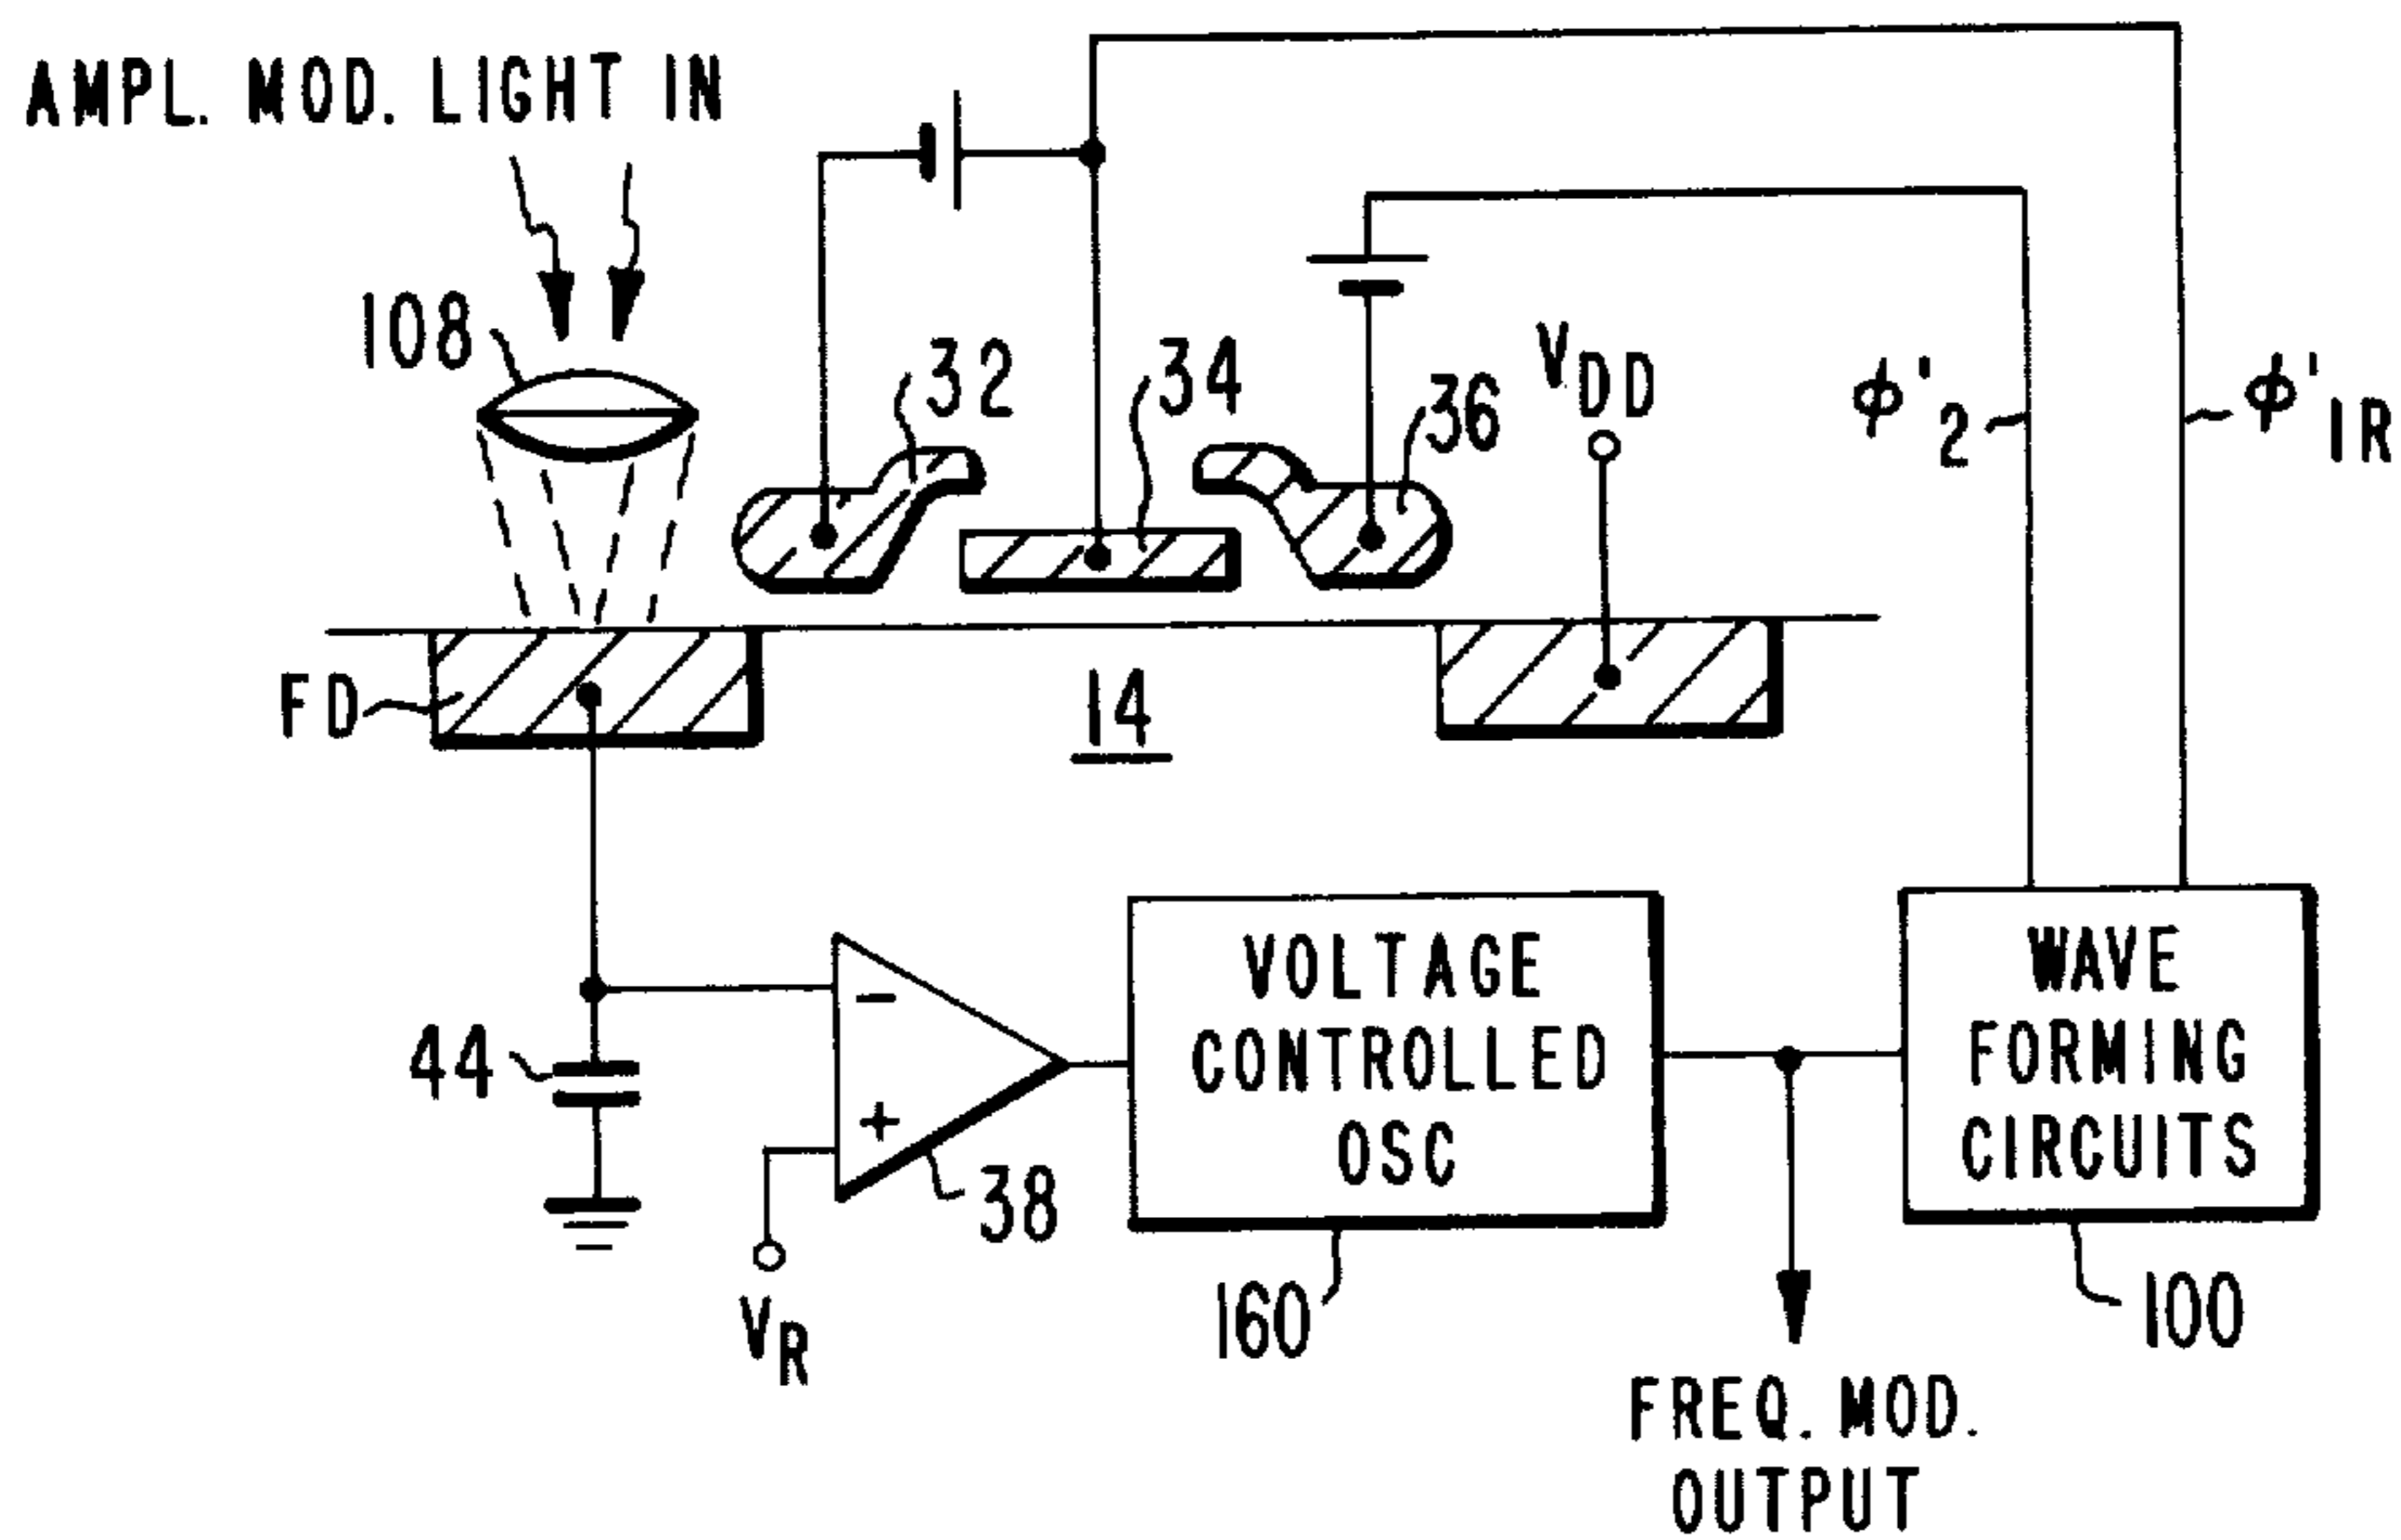 AMPL. MOD. LIGHT IN
108
32
34
36
VDD
ϕ'2
ϕ'1R
FD
14
44
-
+
38
VR
VOLTAGE
CONTROLLED
OSC
160
WAVE
FORMING
CIRCUITS
100
FREQ. MOD.
OUTPUT